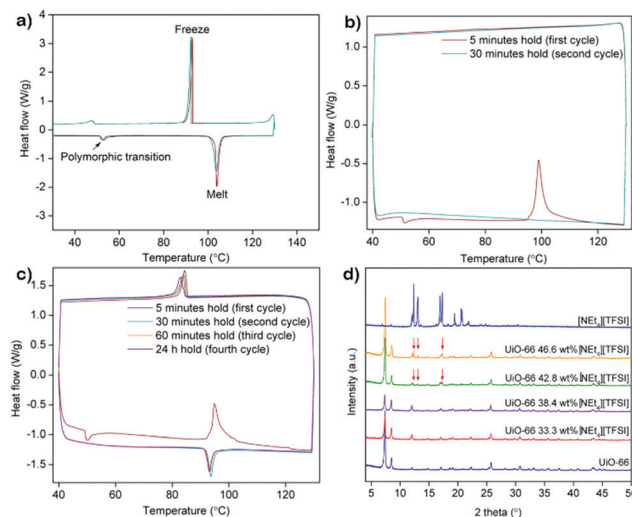 a)
Freeze
Polymorphic transition
Melt
Heat flow (W/g)
4
3
2
1
0
-1
-2
-3
40 60 80 100 120 140
Temperature (°C)
b)
5 minutes hold (first cycle)
30 minutes hold (second cycle)
Heat flow (W/g)
1.0
0.5
0.0
-0.5
-1.0
40 60 80 100 120
Temperature (°C)
c)
5 minutes hold (first cycle)
30 minutes hold (second cycle)
60 minutes hold (third cycle)
24 h hold (fourth cycle)
Heat flow (W/g)
1.5
1.0
0.5
0.0
-0.5
-1.0
-1.5
40 60 80 100 120
Temperature (°C)
d)
[NEt4][TFSI]
UiO-66 46.6 wt% [NEt4][TFSI]
UiO-66 42.8 wt% [NEt4][TFSI]
UiO-66 38.4 wt% [NEt4][TFSI]
UiO-66 33.3 wt% [NEt4][TFSI]
UiO-66
Intensity (a.u.)
5 10 15 20 25 30 35 40 45 50
2 theta (°)